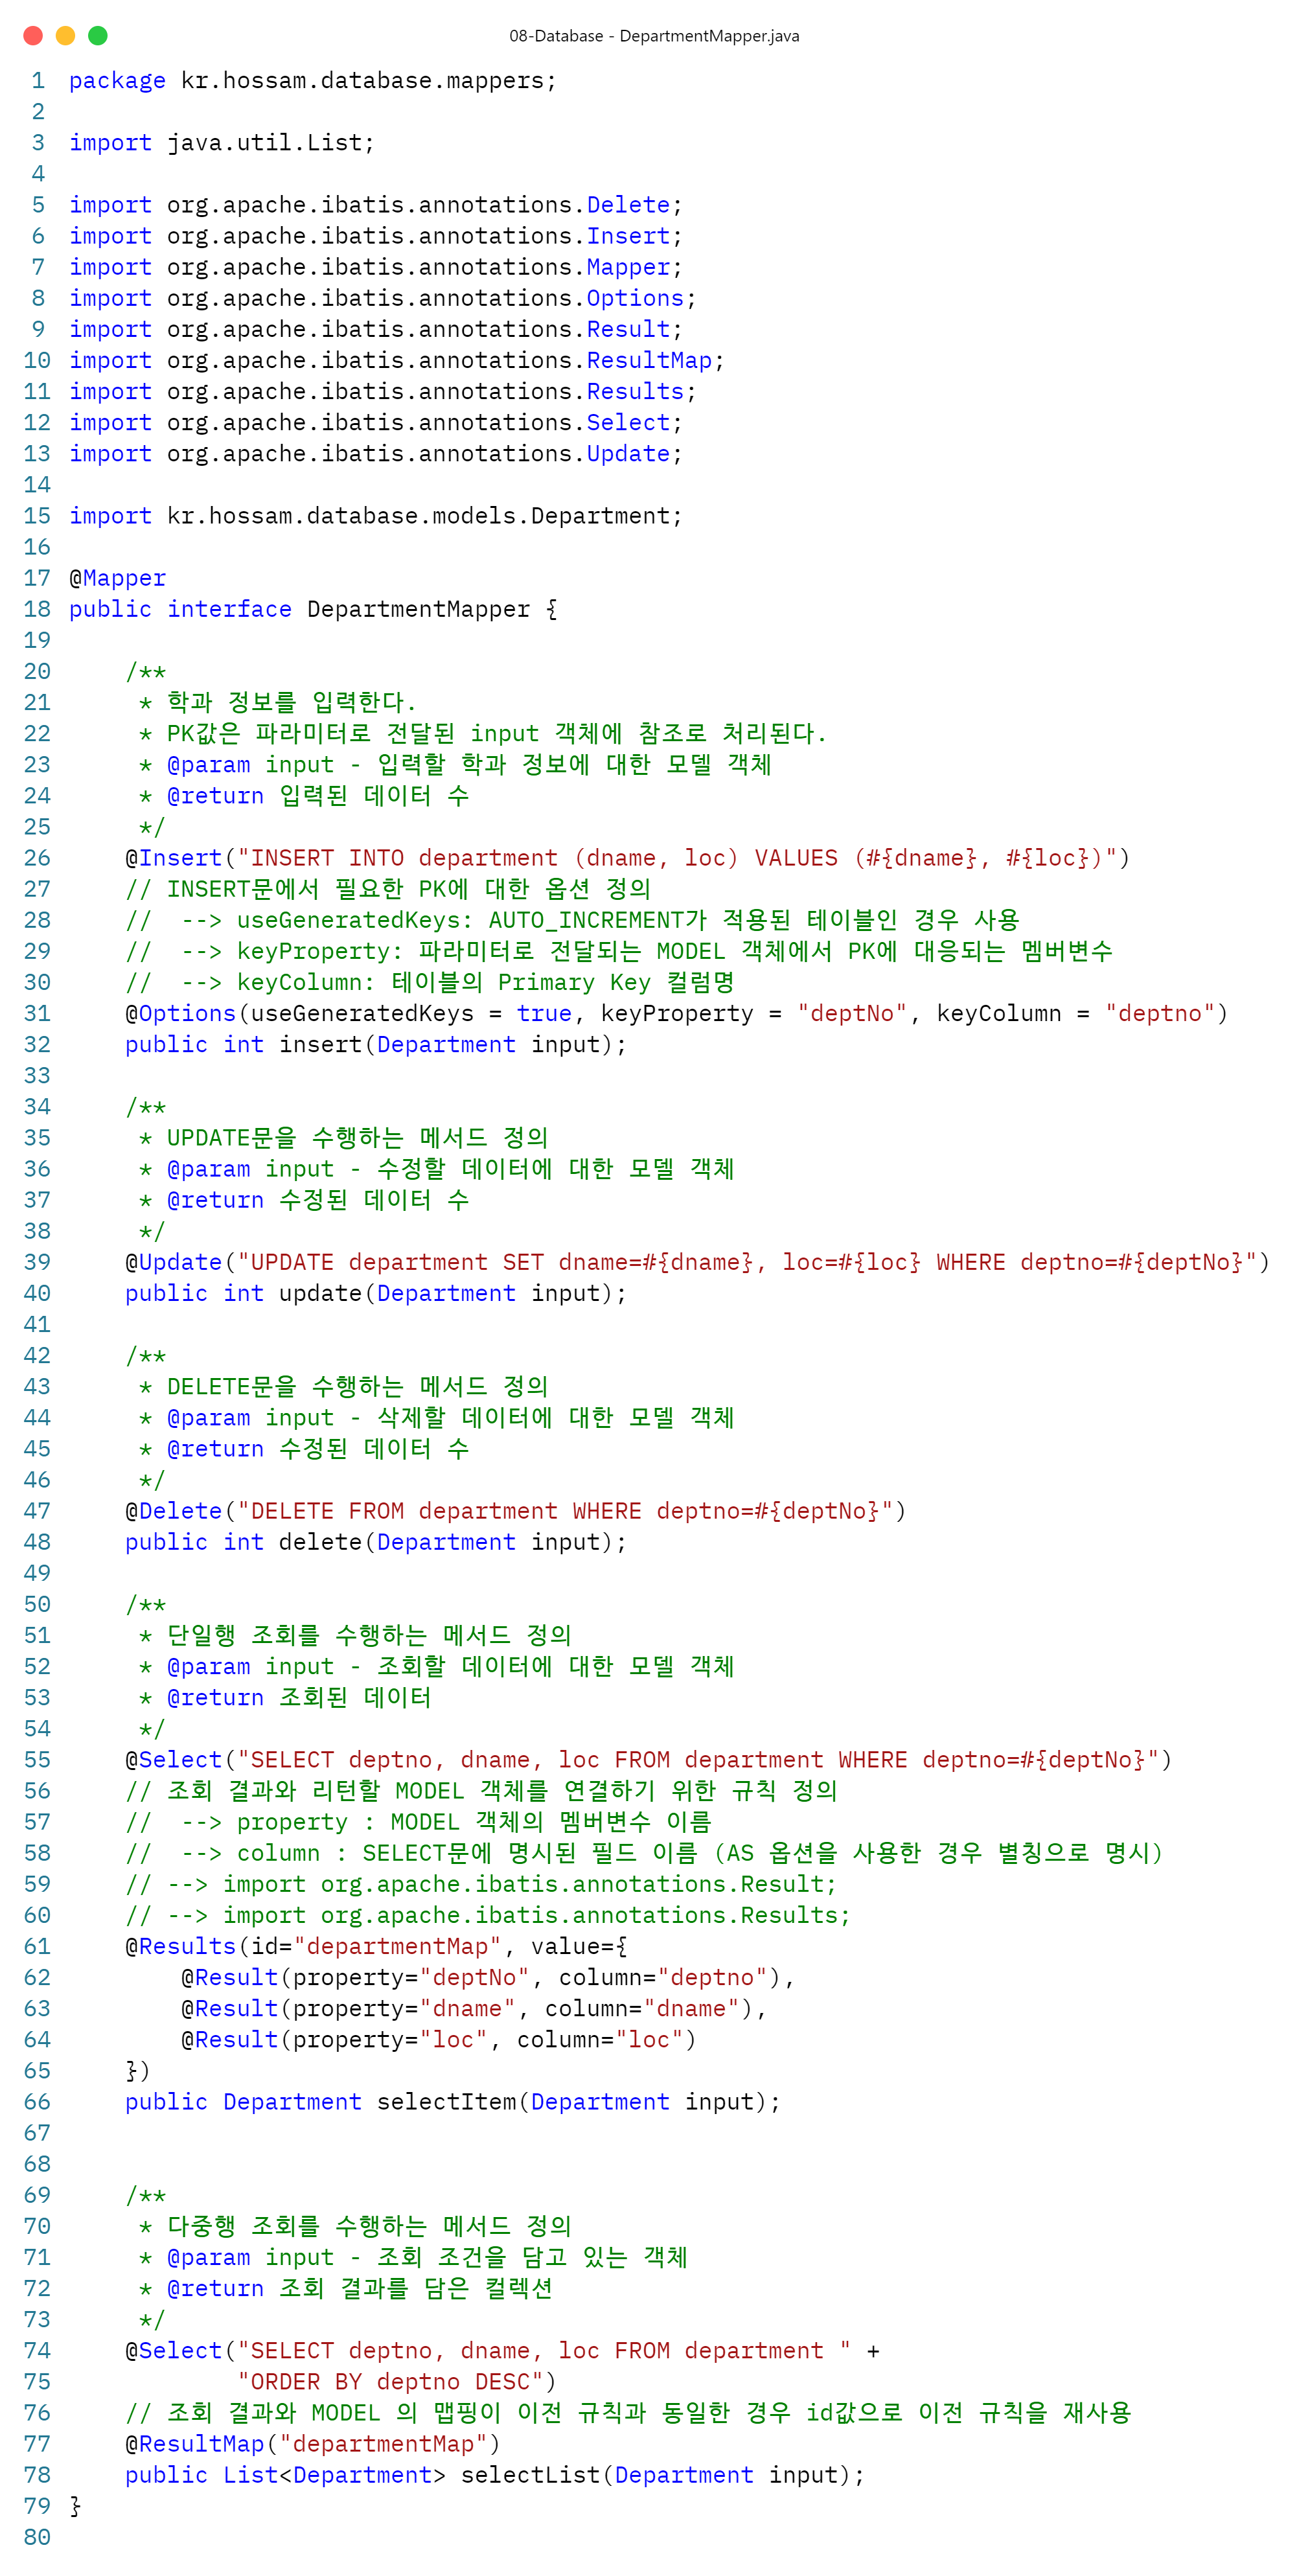 08-Database - DepartmentMapper.java
1 package kr.hossam.database.mappers;
2
3 import java.util.List;
4
5 import org.apache.ibatis.annotations.Delete;
6 import org.apache.ibatis.annotations.Insert;
7 import org.apache.ibatis.annotations.Mapper;
8 import org.apache.ibatis.annotations.Options;
9 import org.apache.ibatis.annotations.Result;
10 import org.apache.ibatis.annotations.ResultMap;
11 import org.apache.ibatis.annotations.Results;
12 import org.apache.ibatis.annotations.Select;
13 import org.apache.ibatis.annotations.Update;
14
15 import kr.hossam.database.models.Department;
16
17 @Mapper
18 public interface DepartmentMapper {
19
20     /**
21      * 학과 정보를 입력한다.
22      * PK값은 파라미터로 전달된 input 객체에 참조로 처리된다.
23      * @param input - 입력할 학과 정보에 대한 모델 객체
24      * @return 입력된 데이터 수
25      */
26     @Insert("INSERT INTO department (dname, loc) VALUES (#{dname}, #{loc})")
27     // INSERT문에서 필요한 PK에 대한 옵션 정의
28     //  --> useGeneratedKeys: AUTO_INCREMENT가 적용된 테이블인 경우 사용
29     //  --> keyProperty: 파라미터로 전달되는 MODEL 객체에서 PK에 대응되는 멤버변수
30     //  --> keyColumn: 테이블의 Primary Key 컬럼명
31     @Options(useGeneratedKeys = true, keyProperty = "deptNo", keyColumn = "deptno")
32     public int insert(Department input);
33
34     /**
35      * UPDATE문을 수행하는 메서드 정의
36      * @param input - 수정할 데이터에 대한 모델 객체
37      * @return 수정된 데이터 수
38      */
39     @Update("UPDATE department SET dname=#{dname}, loc=#{loc} WHERE deptno=#{deptNo}")
40     public int update(Department input);
41
42     /**
43      * DELETE문을 수행하는 메서드 정의
44      * @param input - 삭제할 데이터에 대한 모델 객체
45      * @return 수정된 데이터 수
46      */
47     @Delete("DELETE FROM department WHERE deptno=#{deptNo}")
48     public int delete(Department input);
49
50     /**
51      * 단일행 조회를 수행하는 메서드 정의
52      * @param input - 조회할 데이터에 대한 모델 객체
53      * @return 조회된 데이터
54      */
55     @Select("SELECT deptno, dname, loc FROM department WHERE deptno=#{deptNo}")
56     // 조회 결과와 리턴할 MODEL 객체를 연결하기 위한 규칙 정의
57     //  --> property : MODEL 객체의 멤버변수 이름
58     //  --> column : SELECT문에 명시된 필드 이름 (AS 옵션을 사용한 경우 별칭으로 명시)
59     // --> import org.apache.ibatis.annotations.Result;
60     // --> import org.apache.ibatis.annotations.Results;
61     @Results(id="departmentMap", value={
62         @Result(property="deptNo", column="deptno"),
63         @Result(property="dname", column="dname"),
64         @Result(property="loc", column="loc")
65     })
66     public Department selectItem(Department input);
67
68
69     /**
70      * 다중행 조회를 수행하는 메서드 정의
71      * @param input - 조회 조건을 담고 있는 객체
72      * @return 조회 결과를 담은 컬렉션
73      */
74     @Select("SELECT deptno, dname, loc FROM department " +
75             "ORDER BY deptno DESC")
76     // 조회 결과와 MODEL 의 맵핑이 이전 규칙과 동일한 경우 id값으로 이전 규칙을 재사용
77     @ResultMap("departmentMap")
78     public List<Department> selectList(Department input);
79 }
80